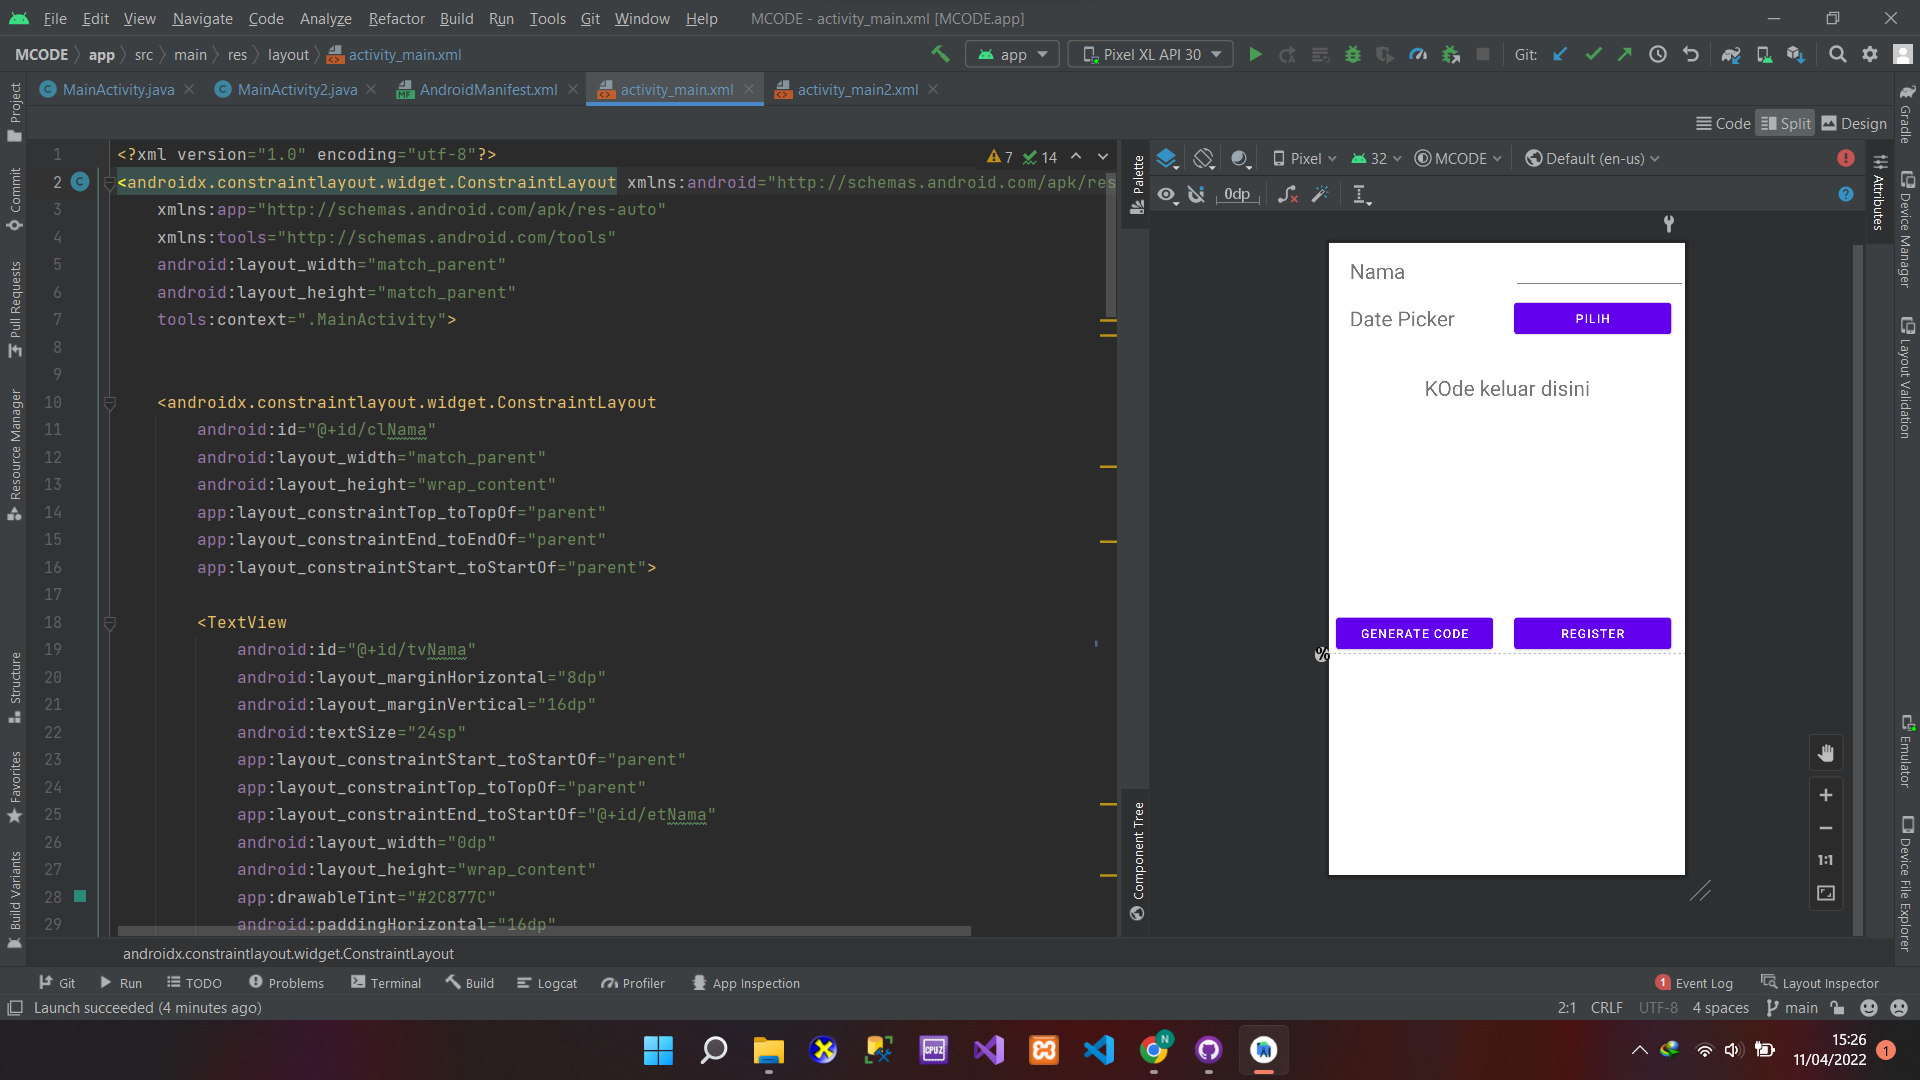 File Edit View Navigate Code Analyze Refactor Build Run Tools Git Window Help MCODE - activity_main.xml [MCODE.app]
MCODE app src main res layout activity_main.xml app Pixel XL API 30 Git:
MainActivity.java MainActivity2.java AndroidManifest.xml activity_main.xml activity_main2.xml
Code Split Design
Project
Commit
Pull Requests
Resource Manager
Structure
Favorites
Build Variants
7 14
1 <?xml version="1.0" encoding="utf-8"?>
2 <androidx.constraintlayout.widget.ConstraintLayout xmlns:android="http://schemas.android.com/apk/res
3 xmlns:app="http://schemas.android.com/apk/res-auto"
4 xmlns:tools="http://schemas.android.com/tools"
5 android:layout_width="match_parent"
6 android:layout_height="match_parent"
7 tools:context=".MainActivity">
8
9
10 <androidx.constraintlayout.widget.ConstraintLayout
11 android:id="@+id/clNama"
12 android:layout_width="match_parent"
13 android:layout_height="wrap_content"
14 app:layout_constraintTop_toTopOf="parent"
15 app:layout_constraintEnd_toEndOf="parent"
16 app:layout_constraintStart_toStartOf="parent">
17
18 <TextView
19 android:id="@+id/tvNama"
20 android:layout_marginHorizontal="8dp"
21 android:layout_marginVertical="16dp"
22 android:textSize="24sp"
23 app:layout_constraintStart_toStartOf="parent"
24 app:layout_constraintTop_toTopOf="parent"
25 app:layout_constraintEnd_toStartOf="@+id/etNama"
26 android:layout_width="0dp"
27 android:layout_height="wrap_content"
28 app:drawableTint="#2C877C"
29 android:paddingHorizontal="16dp"
androidx.constraintlayout.widget.ConstraintLayout
Palette
Component Tree
Pixel 32 MCODE Default (en-us)
0dp
Nama
Date Picker PILIH
KOde keluar disini
GENERATE CODE REGISTER
%
1:1
Attributes
Gradle
Device Manager
Layout Validation
Emulator
Device File Explorer
Git Run TODO Problems Terminal Build Logcat Profiler App Inspection 1 Event Log Layout Inspector
Launch succeeded (4 minutes ago) 2:1 CRLF UTF-8 4 spaces main
CPUZ
N
AI
15:26
11/04/2022
1